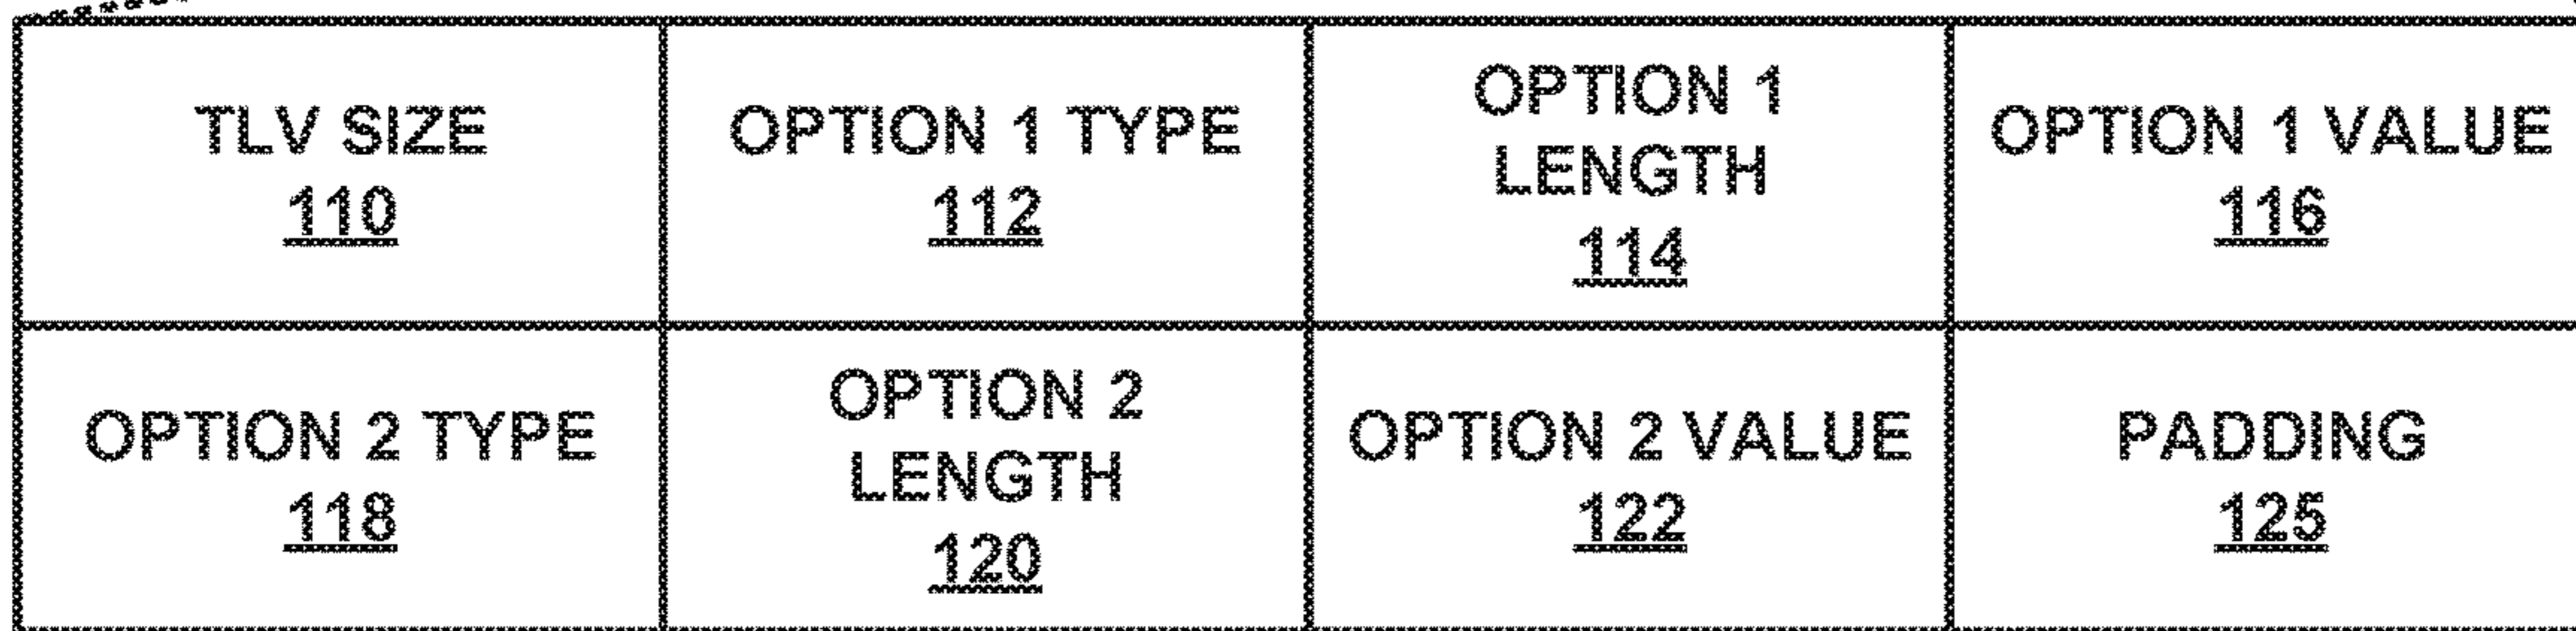 TLV SIZE
110
OPTION 1 TYPE
112
OPTION 1
LENGTH
114
OPTION 1 VALUE
116
OPTION 2 TYPE
118
OPTION 2
LENGTH
120
OPTION 2 VALUE
122
PADDING
125